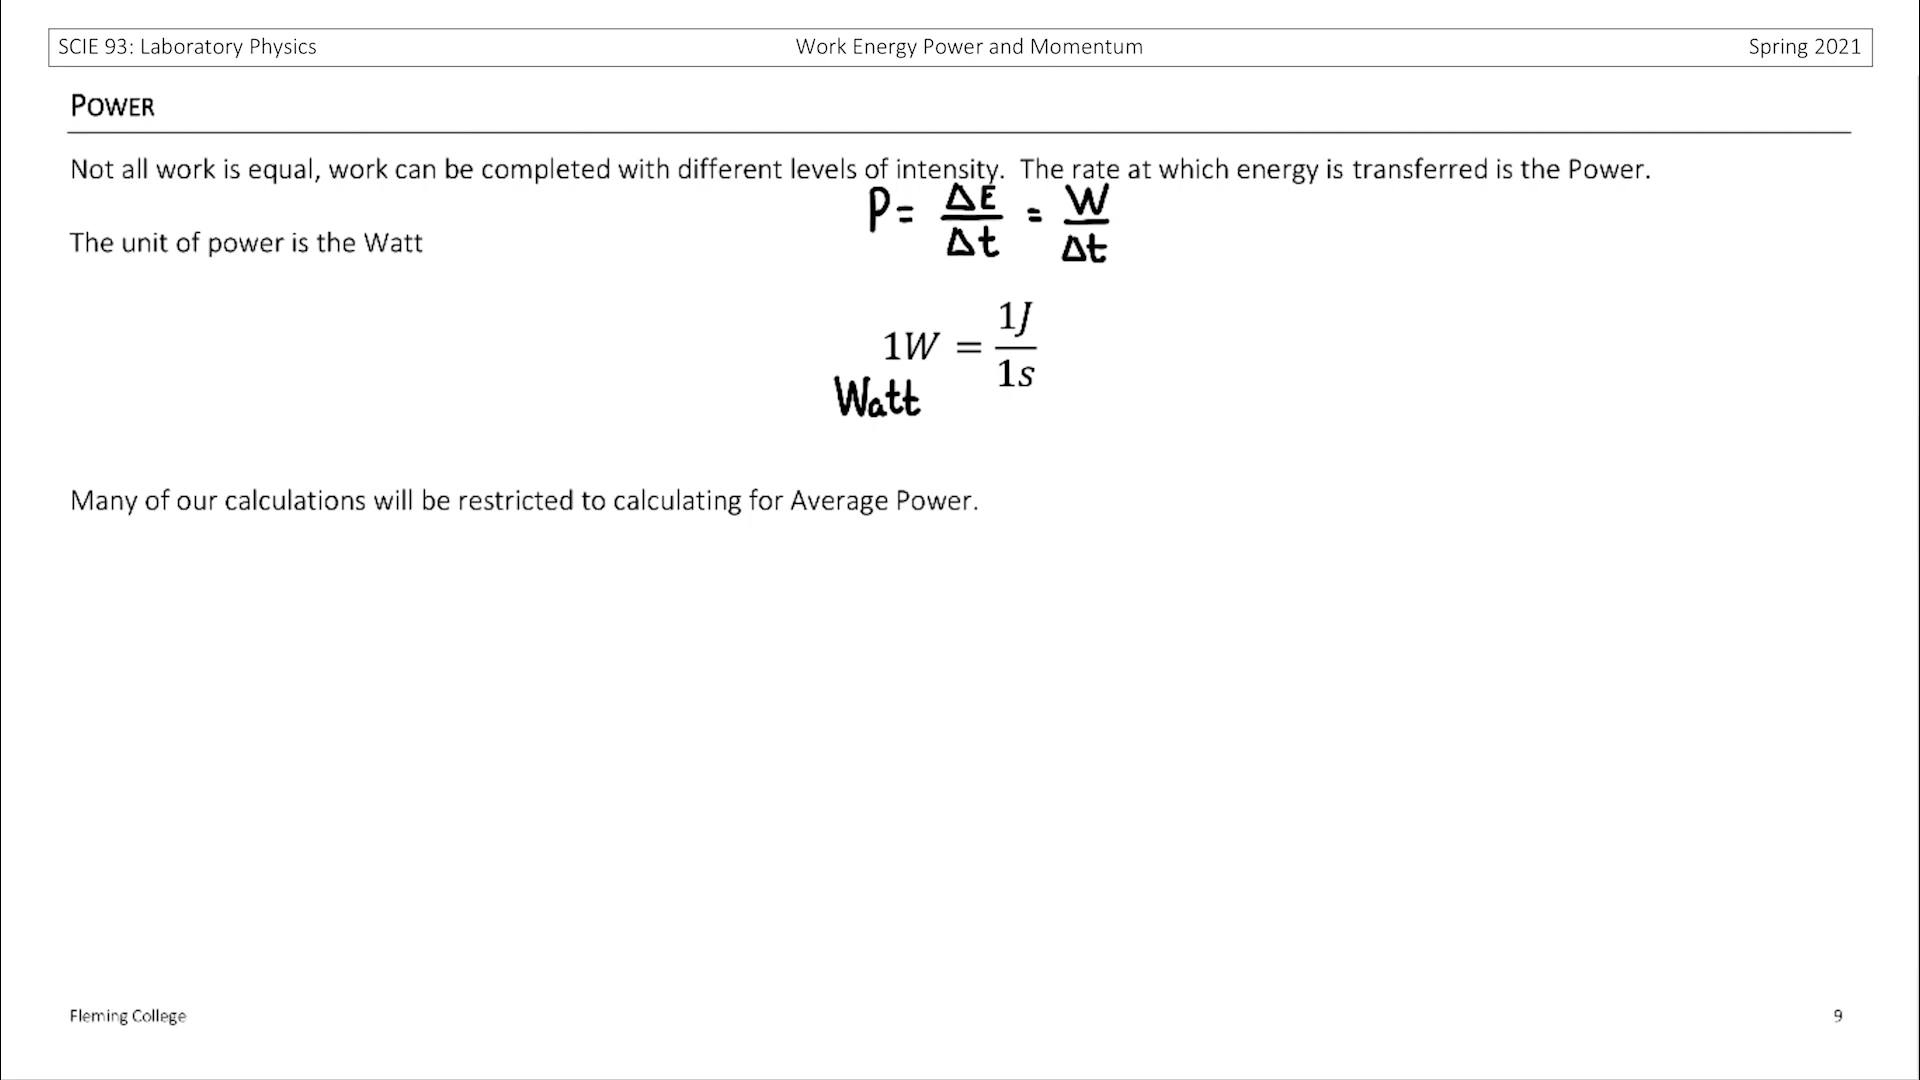 SCIE 93: Laboratory Physics Work Energy Power and Momentum Spring 2021
POWER
Not all work is equal, work can be completed with different levels of intensity. The rate at which energy is transferred is the Power.
P = ΔE/Δt = W/Δt
The unit of power is the Watt
1W = 1J/1s
Watt
Many of our calculations will be restricted to calculating for Average Power.
Fleming College 9